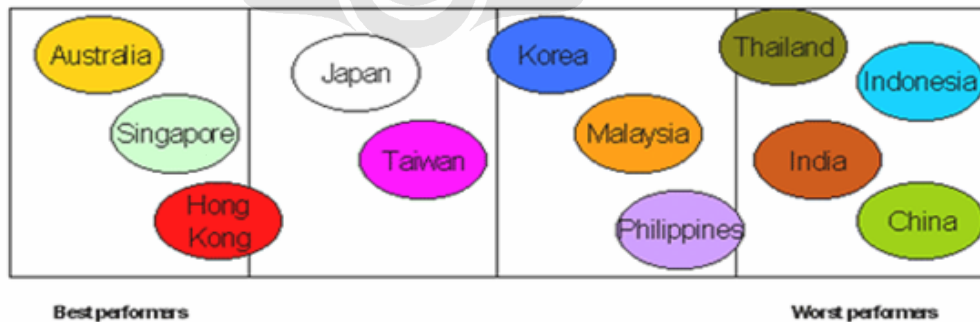 Australia
Japan
Korea
Thailand
Indonesia
Singapore
Taiwan
Malaysia
India
Hong
Kong
Philippines
China
Best performers
Worst performers